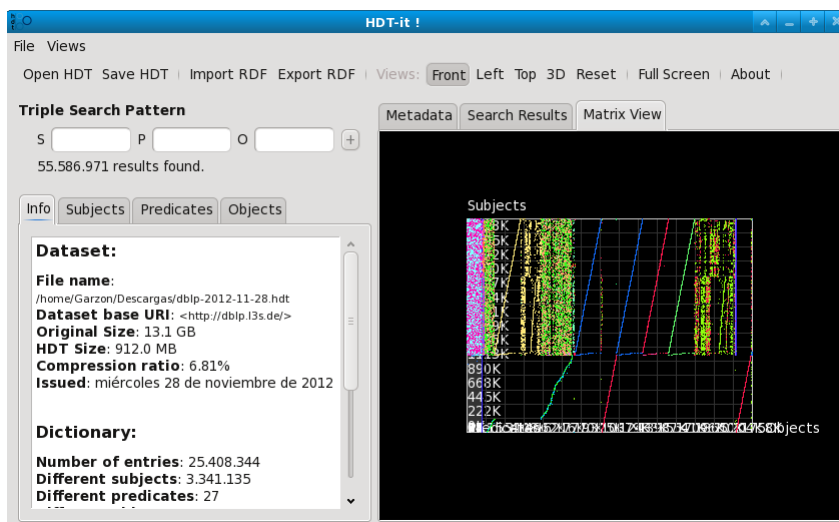 HDT-it !
File Views
Open HDT Save HDT Import RDF Export RDF Views: Front Left Top 3D Reset Full Screen About
Triple Search Pattern
S P O +
55.586.971 results found.
Metadata Search Results Matrix View
Info Subjects Predicates Objects
Dataset:
File name:
/home/Garzon/Descargas/dblp-2012-11-28.hdt
Dataset base URI: <http://dblp.l3s.de/>
Original Size: 13.1 GB
HDT Size: 912.0 MB
Compression ratio: 6.81%
Issued: miércoles 28 de noviembre de 2012
Dictionary:
Number of entries: 25.408.344
Different subjects: 3.341.135
Different predicates: 27
Subjects
890K
668K
445K
222K